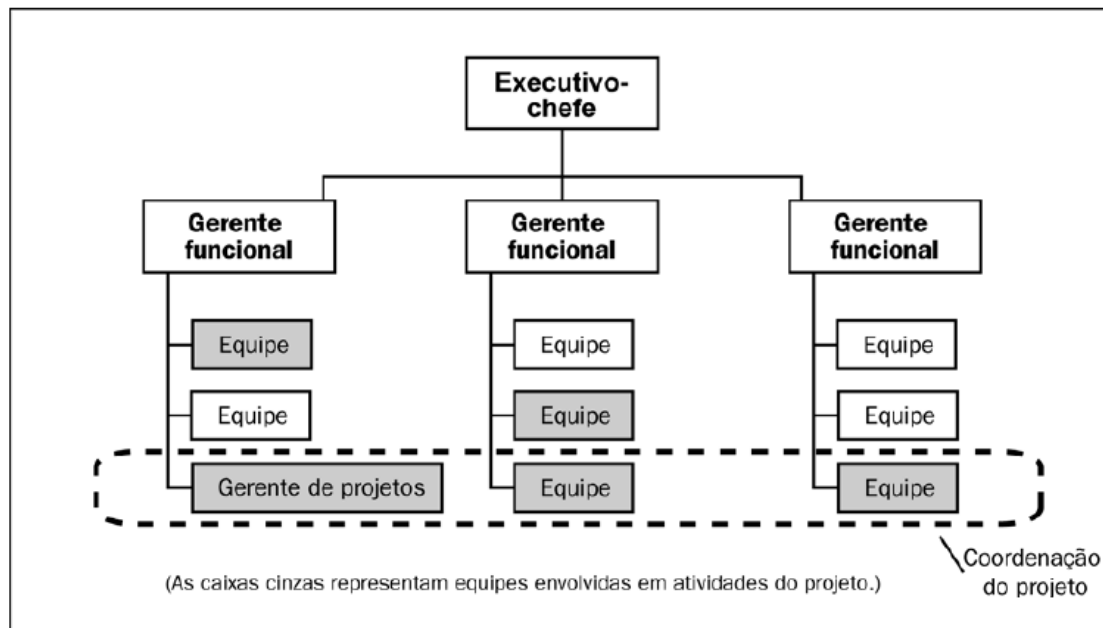 Executivo-
chefe
Gerente
funcional
Gerente
funcional
Gerente
funcional
Equipe
Equipe
Equipe
Equipe
Equipe
Equipe
Gerente de projetos
Equipe
Equipe
(As caixas cinzas representam equipes envolvidas em atividades do projeto.)
Coordenação
do projeto